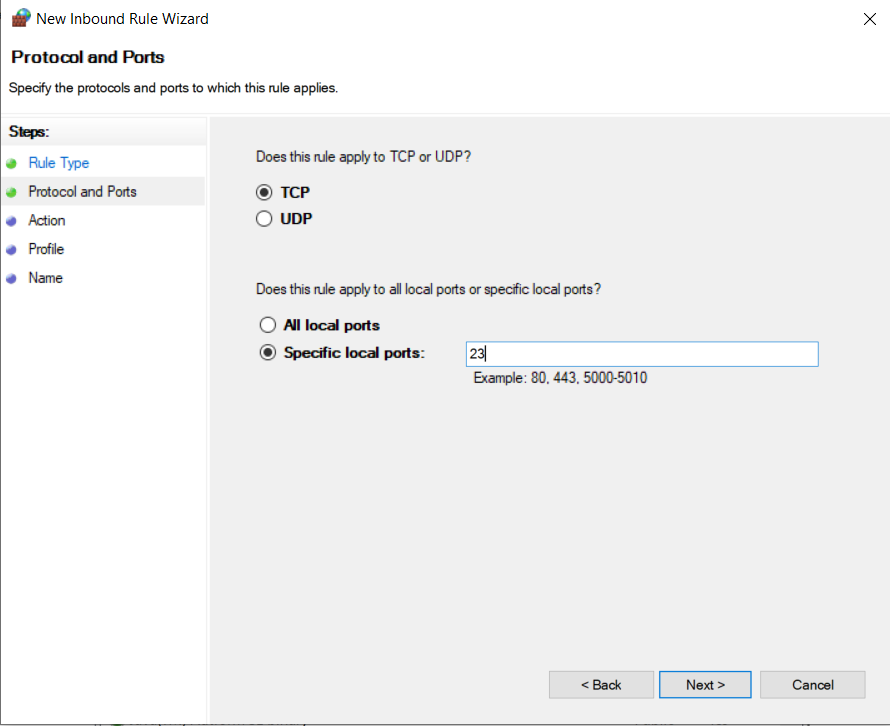 New Inbound Rule Wizard
Protocol and Ports
Specify the protocols and ports to which this rule applies.
Steps:
Rule Type
Protocol and Ports
Action
Profile
Name
Does this rule apply to TCP or UDP?
TCP
UDP
Does this rule apply to all local ports or specific local ports?
All local ports
Specific local ports:
23
Example: 80, 443, 5000-5010
< Back
Next >
Cancel